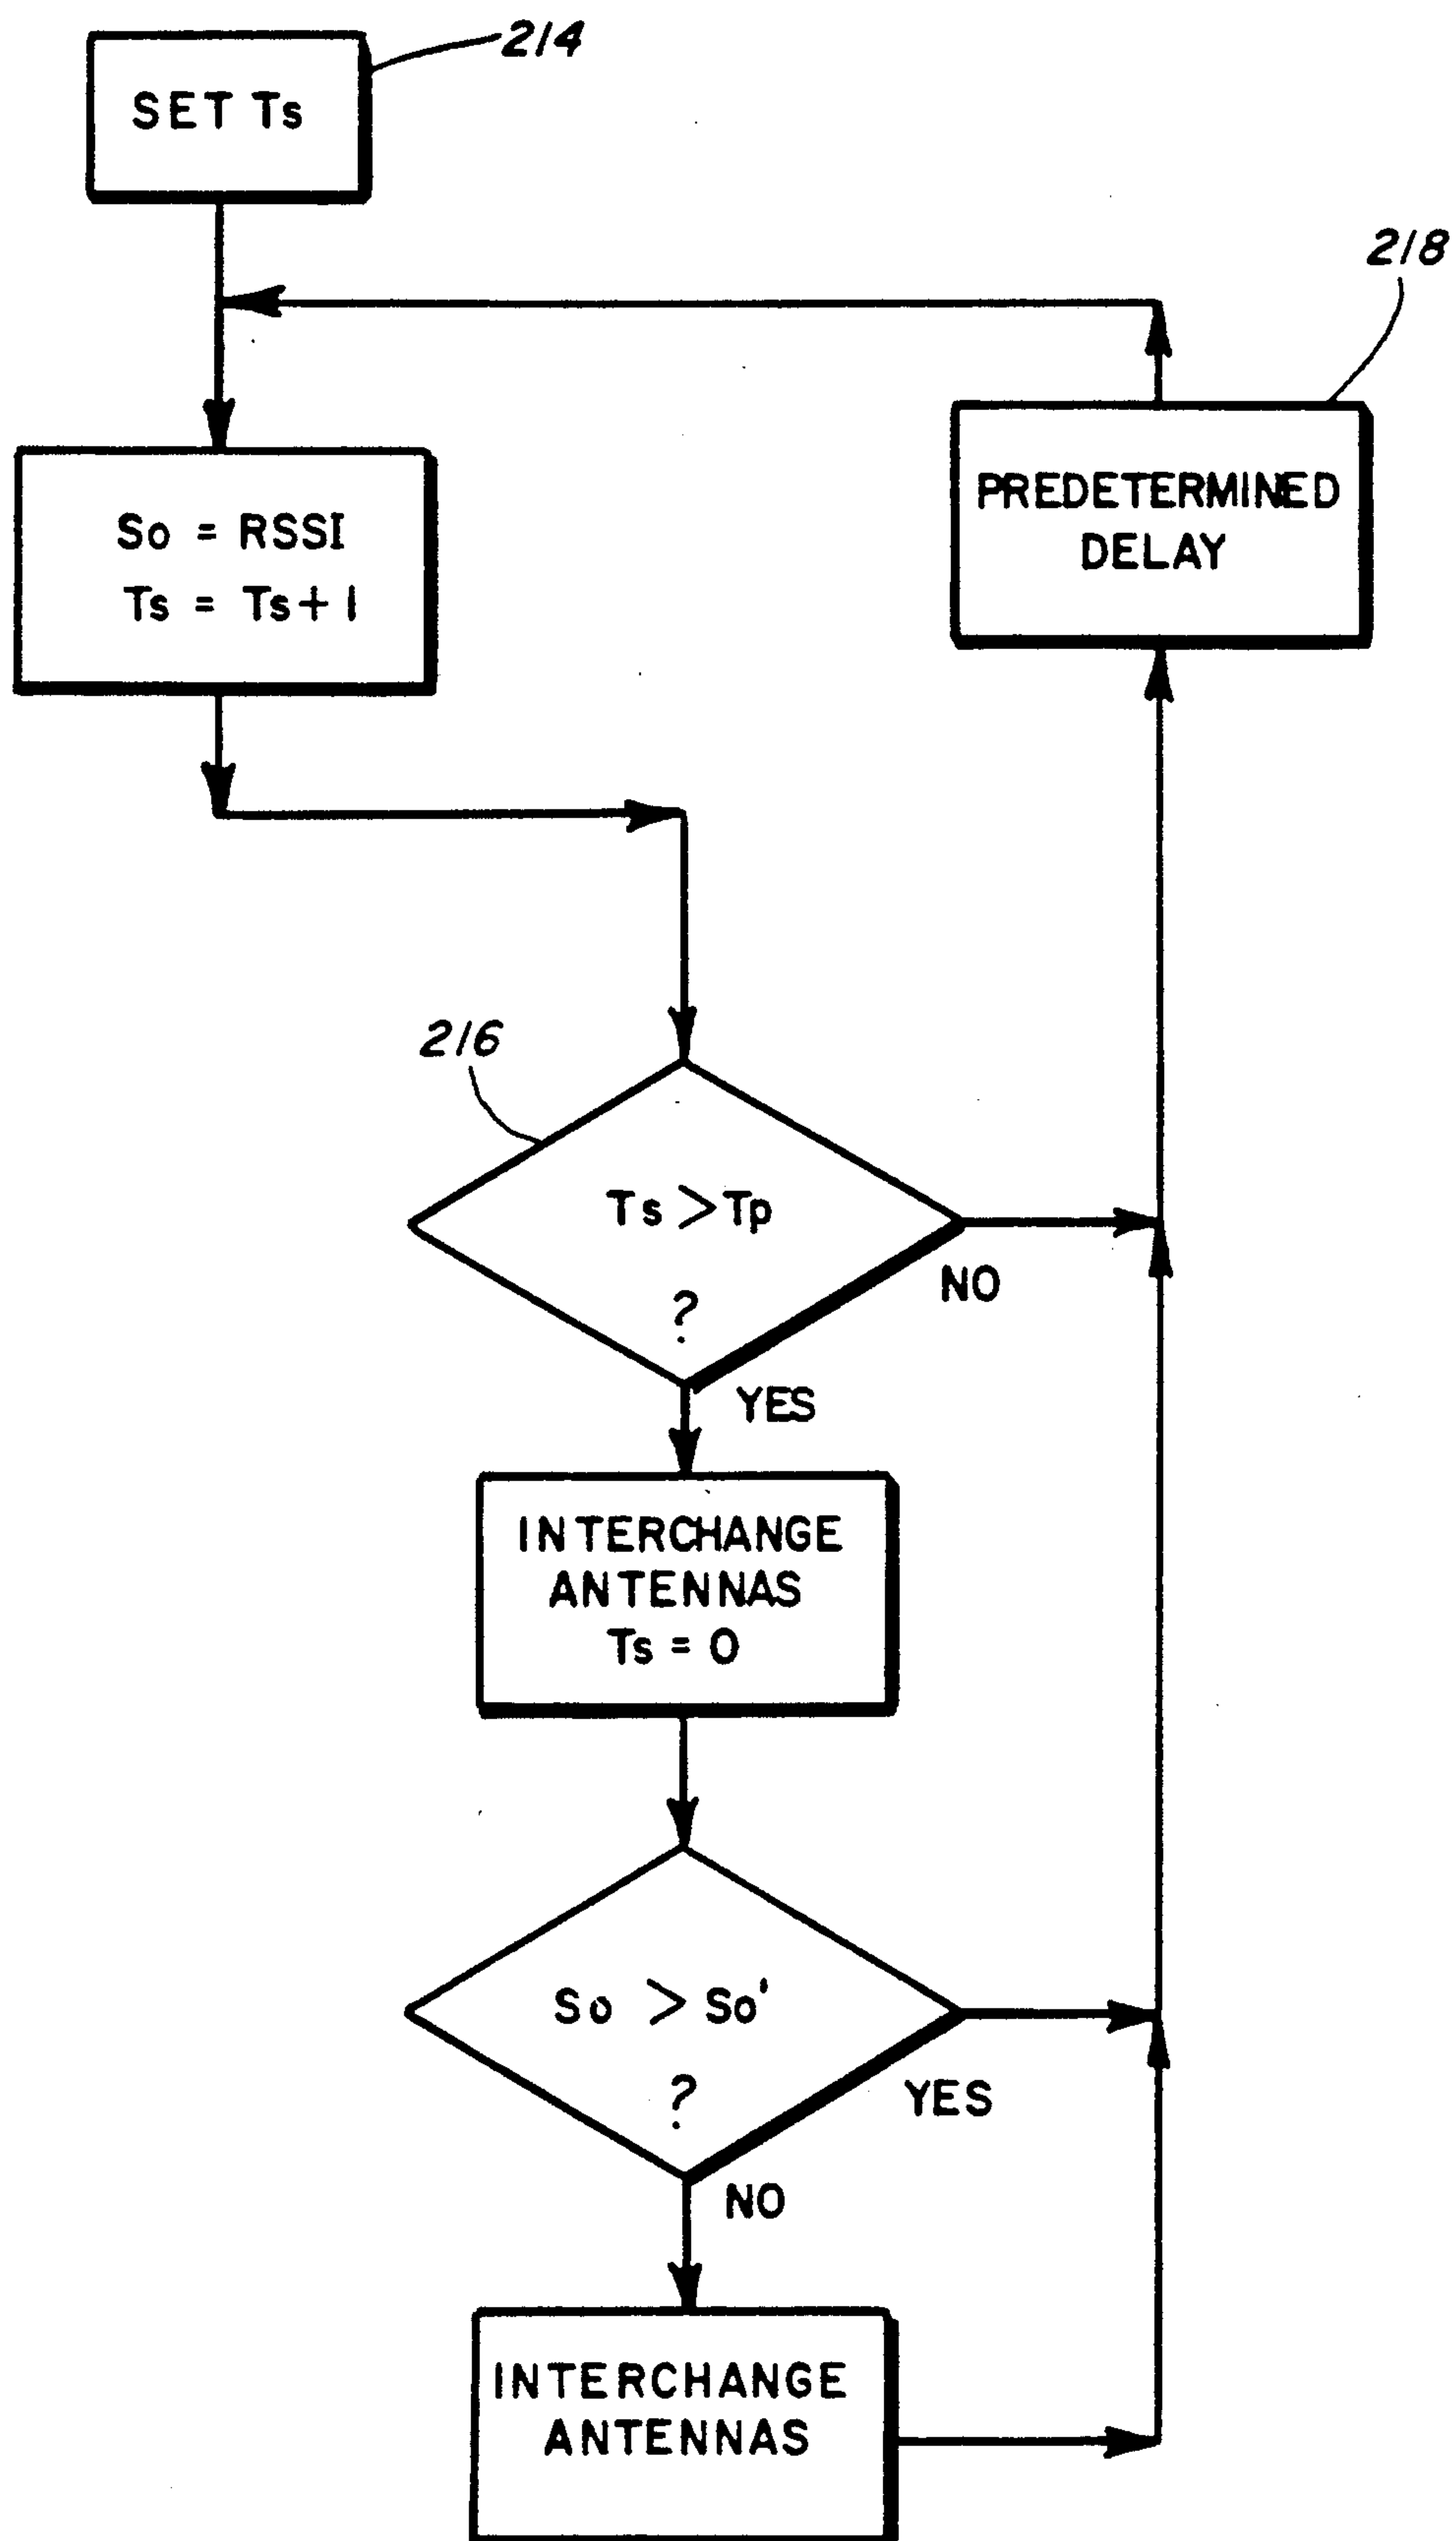 214
SET Ts
218
So = RSSI
Ts = Ts+1
PREDETERMINED
DELAY
216
Ts >Tp
?
NO
YES
INTERCHANGE
ANTENNAS
Ts = 0
So > So'
?
YES
NO
INTERCHANGE
ANTENNAS